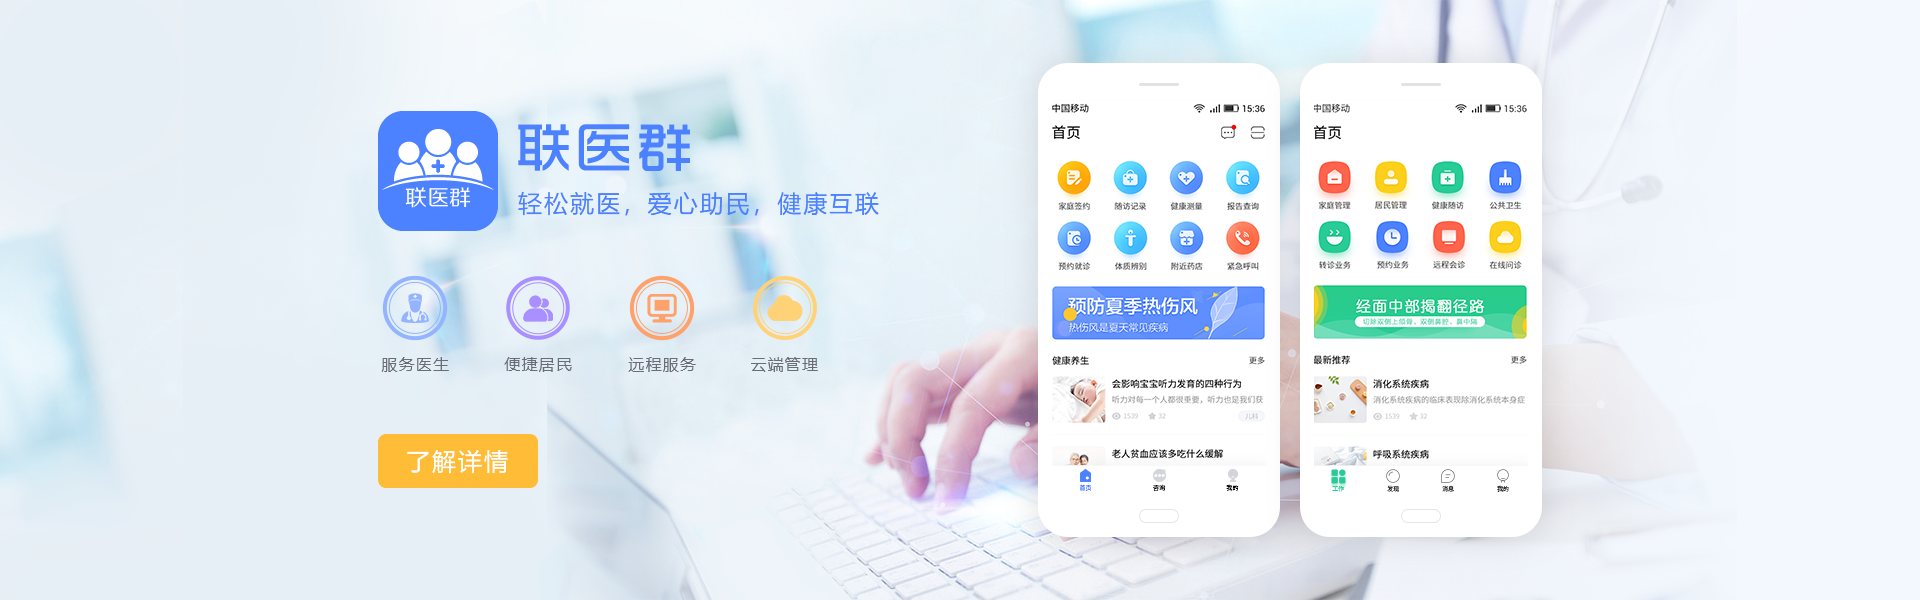 联医群
联医群
轻松就医，爱心助民，健康互联
服务医生
便捷居民
远程服务
云端管理
了解详情
中国移动
15:36
首页
家庭签约
随访记录
健康测量
报告查询
预约就诊
体质辨别
附近药店
紧急呼叫
预防夏季热伤风
热伤风是夏天常见疾病
健康养生
更多
会影响宝宝听力发育的四种行为
听力对每一个人都很重要，听力也是我们获
1539
32
儿科
老人贫血应该多吃什么缓解
首页
咨询
我的
中国移动
15:36
首页
家庭管理
居民管理
健康随访
公共卫生
转诊业务
预约业务
远程会诊
在线问诊
经面中部揭翻径路
切除双侧上颌骨，双侧鼻腔，鼻中隔
最新推荐
更多
消化系统疾病
消化系统疾病的临床表现除消化系统本身症
1539
32
呼吸系统疾病
工作
发现
消息
我的